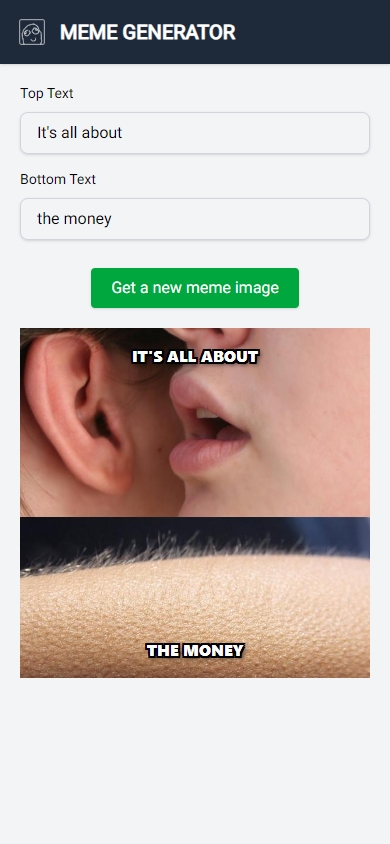 MEME GENERATOR
Top Text
It's all about
Bottom Text
the money
Get a new meme image
IT'S ALL ABOUT
THE MONEY